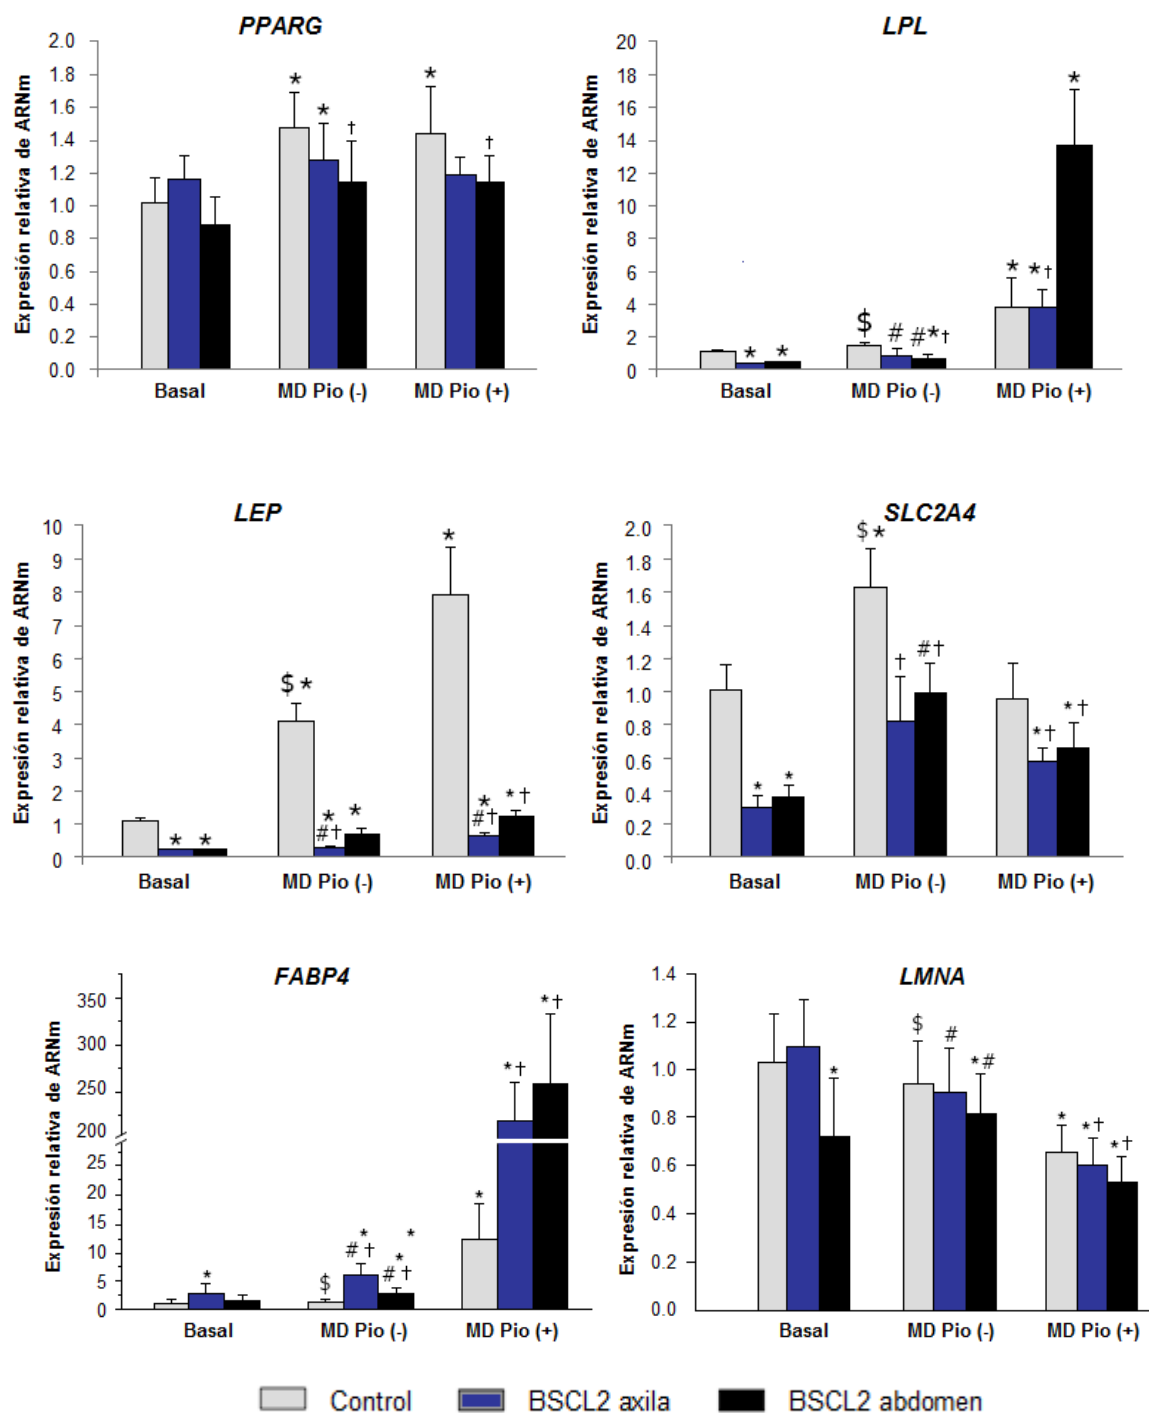 PPARG
Expresión relativa de ARNm
2.0
1.8
1.6
1.4
1.2
1.0
0.8
0.6
0.4
0.2
0.0
* * † * †
Basal MD Pio (-) MD Pio (+)
LPL
Expresión relativa de ARNm
20
18
16
14
12
10
8
6
4
2
0
* * $ # #*† * *† *
Basal MD Pio (-) MD Pio (+)
LEP
Expresión relativa de ARNm
10
9
8
7
6
5
4
3
2
1
0
* * $* * #† * * * #† *†
Basal MD Pio (-) MD Pio (+)
SLC2A4
Expresión relativa de ARNm
2.0
1.8
1.6
1.4
1.2
1.0
0.8
0.6
0.4
0.2
0.0
* * $* † #† *† *†
Basal MD Pio (-) MD Pio (+)
FABP4
Expresión relativa de ARNm
350
300
250
200
25
20
15
10
5
0
* $ * #† * * #† * *† *†
Basal MD Pio (-) MD Pio (+)
LMNA
Expresión relativa de ARNm
1.4
1.2
1.0
0.8
0.6
0.4
0.2
0.0
* $ # *# * *† *†
Basal MD Pio (-) MD Pio (+)
Control BSCL2 axila BSCL2 abdomen